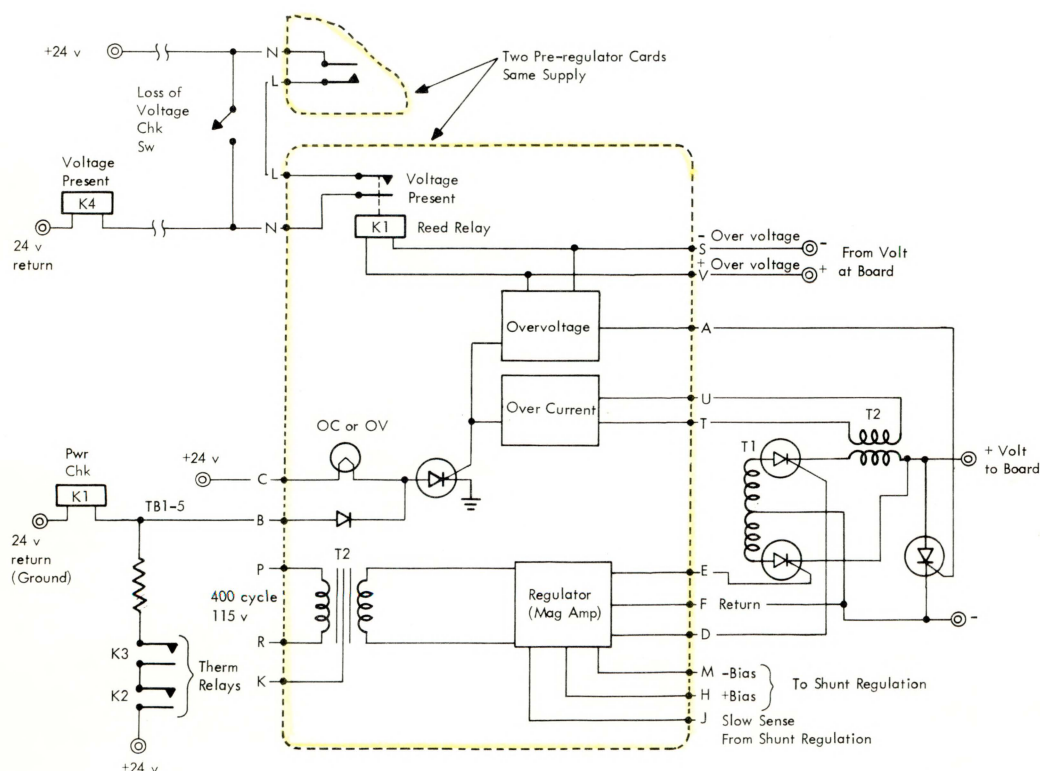 +24 v
N
L
Two Pre-regulator Cards
Same Supply
Loss of
Voltage
Chk
Sw
Voltage
Present
K4
24 v
return
L
N
Voltage
Present
K1
Reed Relay
- Over voltage
S
-
+ Over voltage
V
+
From Volt
at Board
Overvoltage
A
Over Current
U
T
T2
T1
+ Volt
to Board
OC or OV
+24 v
C
Pwr
Chk
K1
TB1-5
B
24 v
return
(Ground)
T2
P
400 cycle
115 v
R
K
Regulator
(Mag Amp)
E
F Return
-
D
K3
K2
Therm
Relays
M -Bias
H +Bias
To Shunt Regulation
J Slow Sense
From Shunt Regulation
+24 v